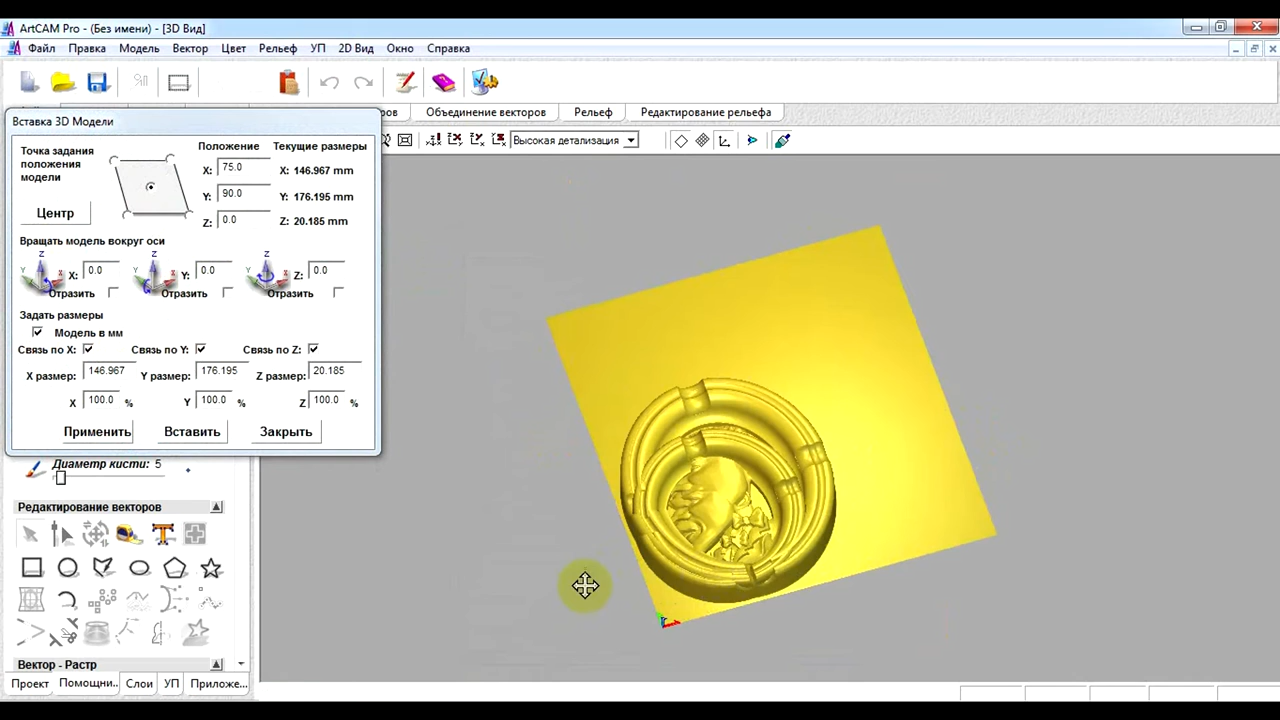 ArtCAM Pro - (Без имени) - [3D Вид]
Файл Правка Модель Вектор Цвет Рельеф УП 2D Вид Окно Справка
Объединение векторов Рельеф Редактирование рельефа
Высокая детализация
Вставка 3D Модели
Точка задания положения модели
Положение Текущие размеры
X: 75.0 X: 146.967 mm
Y: 90.0 Y: 176.195 mm
Z: 0.0 Z: 20.185 mm
Центр
Вращать модель вокруг оси
Z Z Z
Y X X: 0.0 Y X Y: 0.0 Y X Z: 0.0
Отразить Отразить Отразить
Задать размеры
Модель в мм
Связь по X: Связь по Y: Связь по Z:
X размер: 146.967 Y размер: 176.195 Z размер: 20.185
X 100.0 % Y 100.0 % Z 100.0 %
Применить Вставить Закрыть
Диаметр кисти: 5
Редактирование векторов
Вектор - Растр
Проект Помощни... Слои УП Приложе...